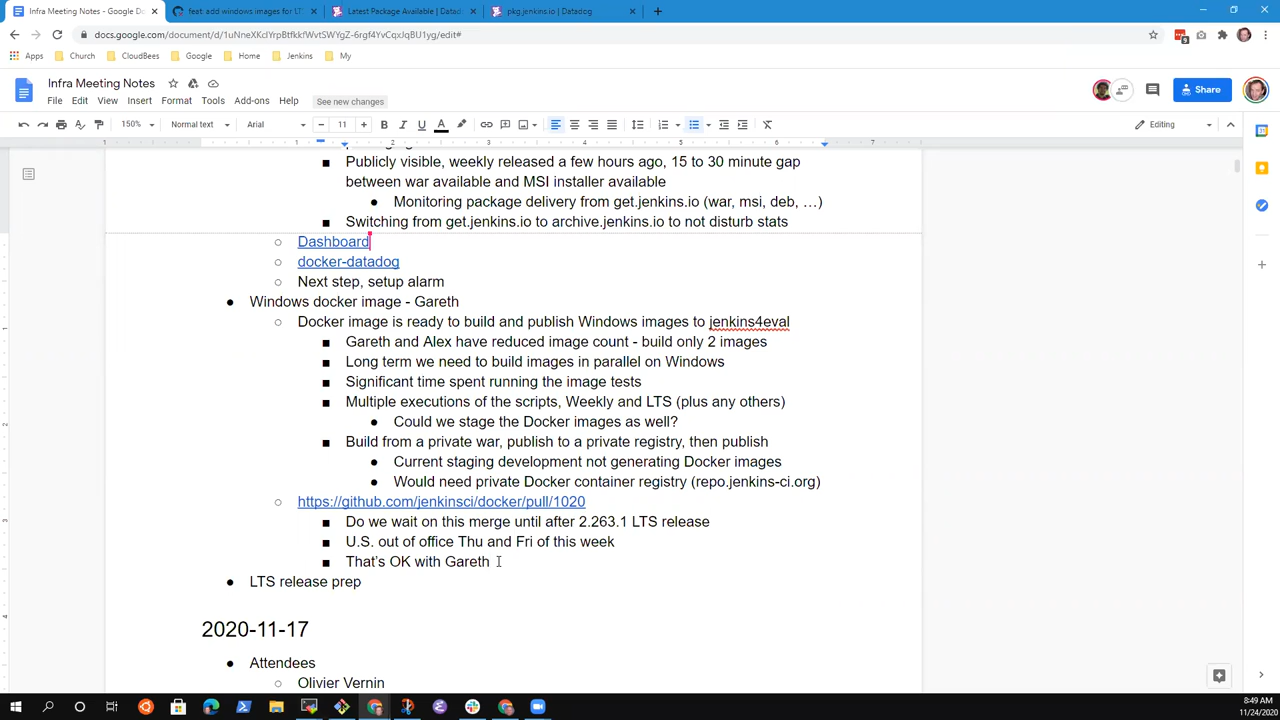 Infra Meeting Notes - Google Do
feat: add windows images for LT
Latest Package Available | Datad
pkg.jenkins.io | Datadog
docs.google.com/document/d/
Apps
Church
CloudBees
Google
Home
Jenkins
My
Infra Meeting Notes
File Edit View Insert Format Tools Add-ons Help See new changes
Share
150% Normal text Arial 11 Editing
Publicly visible, weekly released a few hours ago, 15 to 30 minute gap
between war available and MSI installer available
Monitoring package delivery from get.jenkins.io (war, msi, deb, …)
Switching from get.jenkins.io to archive.jenkins.io to not disturb stats
Dashboard
docker-datadog
Next step, setup alarm
Windows docker image - Gareth
Docker image is ready to build and publish Windows images to jenkins4eval
Gareth and Alex have reduced image count - build only 2 images
Long term we need to build images in parallel on Windows
Significant time spent running the image tests
Multiple executions of the scripts, Weekly and LTS (plus any others)
Could we stage the Docker images as well?
Build from a private war, publish to a private registry, then publish
Current staging development not generating Docker images
Would need private Docker container registry (repo.jenkins-ci.org)
https://github.com/jenkinsci/docker/pull/1020
Do we wait on this merge until after 2.263.1 LTS release
U.S. out of office Thu and Fri of this week
That's OK with Gareth
LTS release prep
2020-11-17
Attendees
Olivier Vernin
8:49 AM
11/24/2020